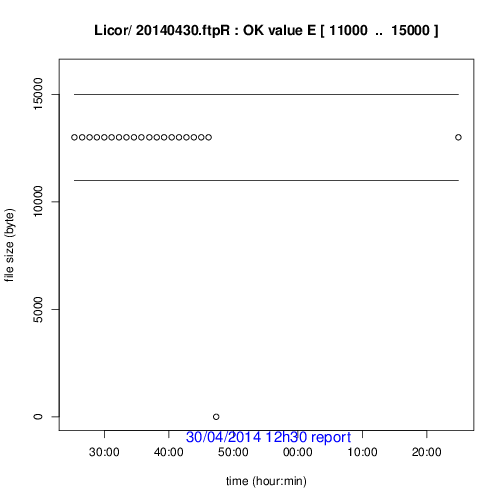 Licor/ 20140430.ftpR : OK value E [ 11000 .. 15000 ]
file size (byte)
15000
10000
5000
0
30/04/2014 12h30 report
30:00 40:00 50:00 00:00 10:00 20:00
time (hour:min)